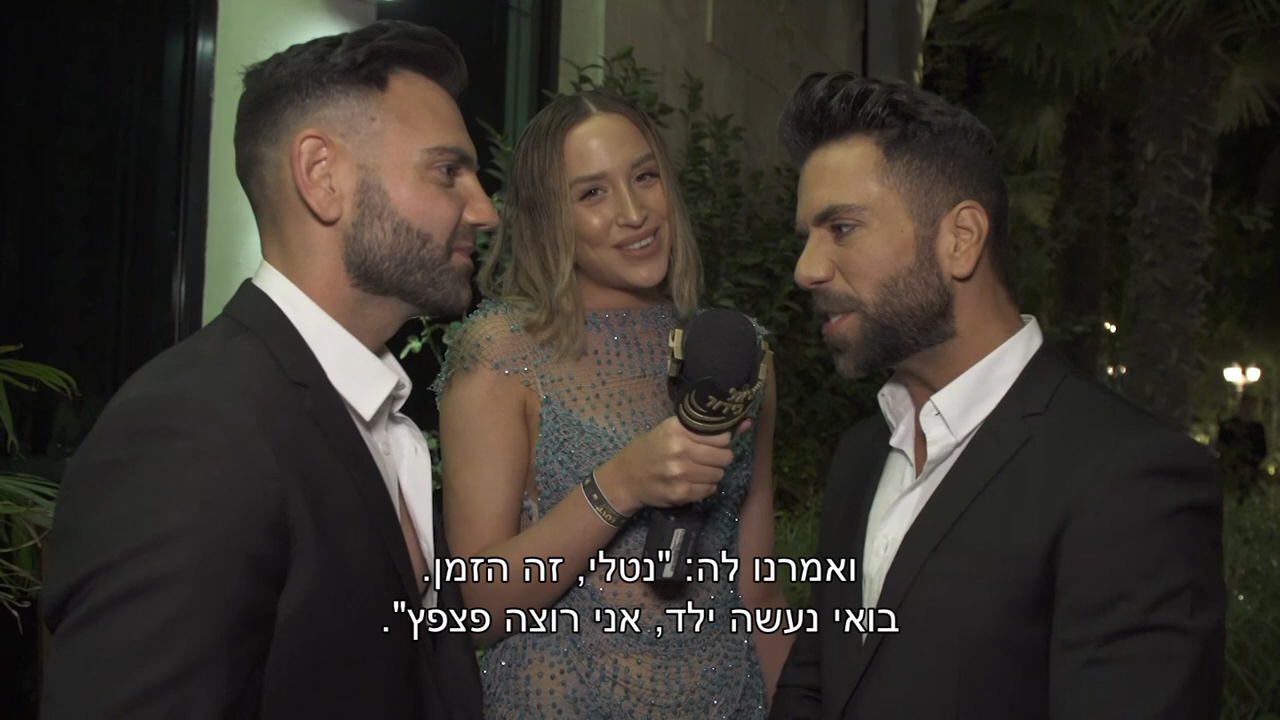 ואמרנו לה: "נטלי, זה הזמן.
בואי נעשה ילד, אני רוצה פצפץ".